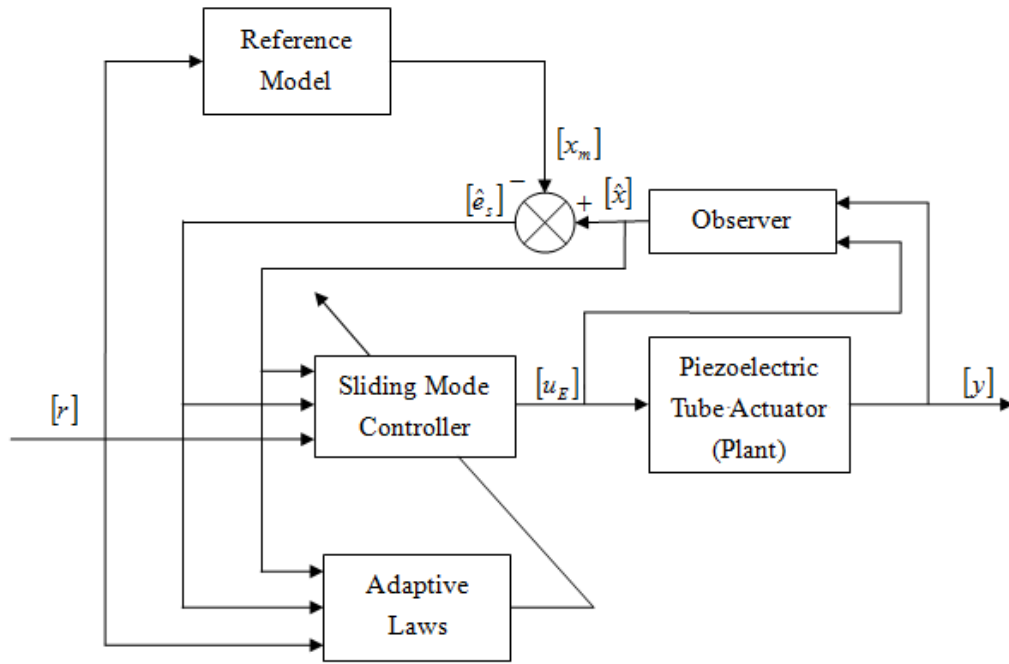 Reference
Model
[x_m]
[ê_s]
−
+
[x̂]
Observer
Sliding Mode
Controller
[u_E]
Piezoelectric
Tube Actuator
(Plant)
[y]
[r]
Adaptive
Laws